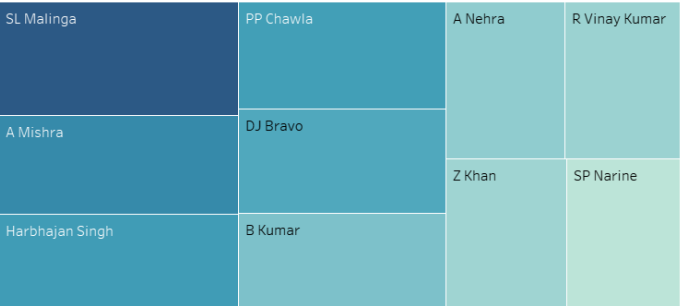 SL Malinga
A Mishra
Harbhajan Singh
PP Chawla
DJ Bravo
B Kumar
A Nehra
R Vinay Kumar
Z Khan
SP Narine